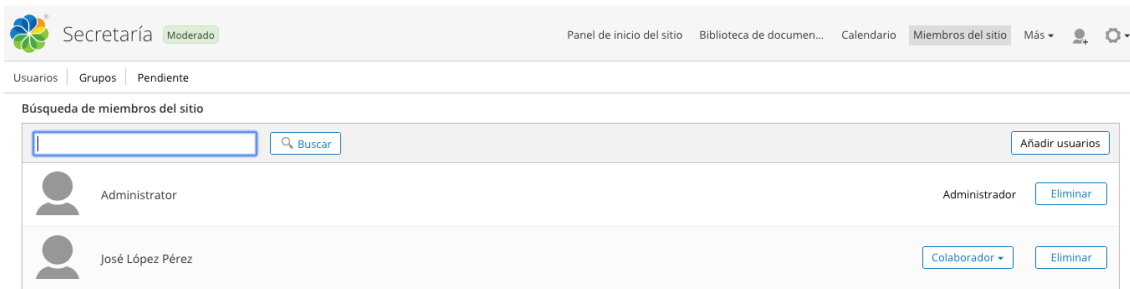 Secretaría Moderado Panel de inicio del sitio Biblioteca de documen... Calendario Miembros del sitio Más
Usuarios Grupos Pendiente
Búsqueda de miembros del sitio
Buscar Añadir usuarios
Administrator Administrador Eliminar
José López Pérez Colaborador Eliminar